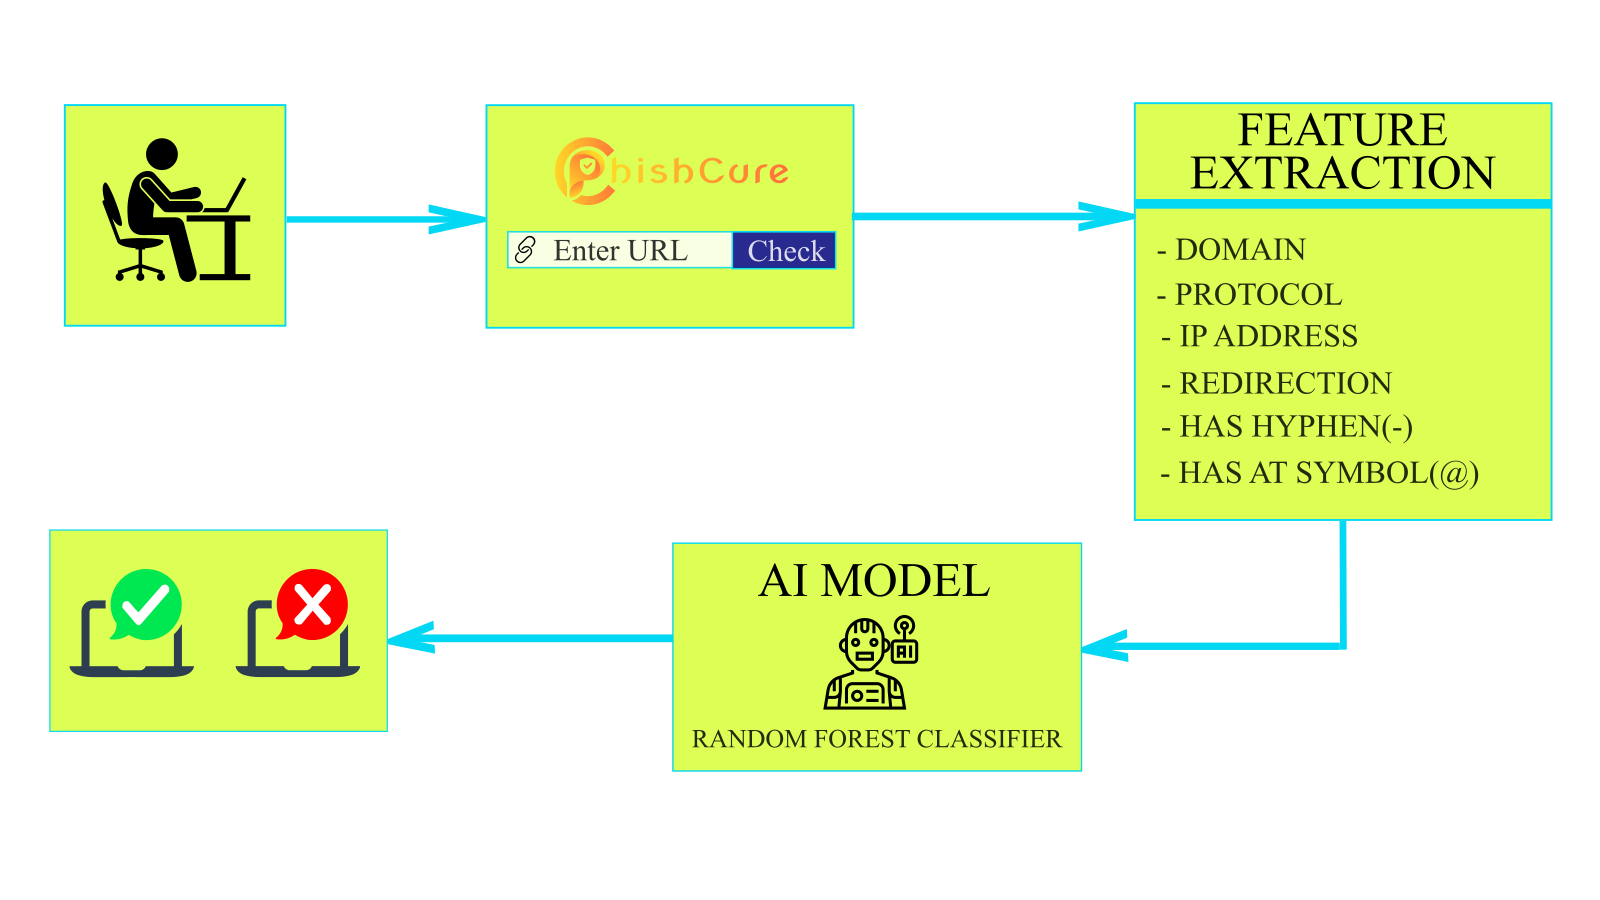 PhishCure
Enter URL
Check
FEATURE
EXTRACTION
- DOMAIN
- PROTOCOL
- IP ADDRESS
- REDIRECTION
- HAS HYPHEN(-)
- HAS AT SYMBOL(@)
AI MODEL
AI
RANDOM FOREST CLASSIFIER